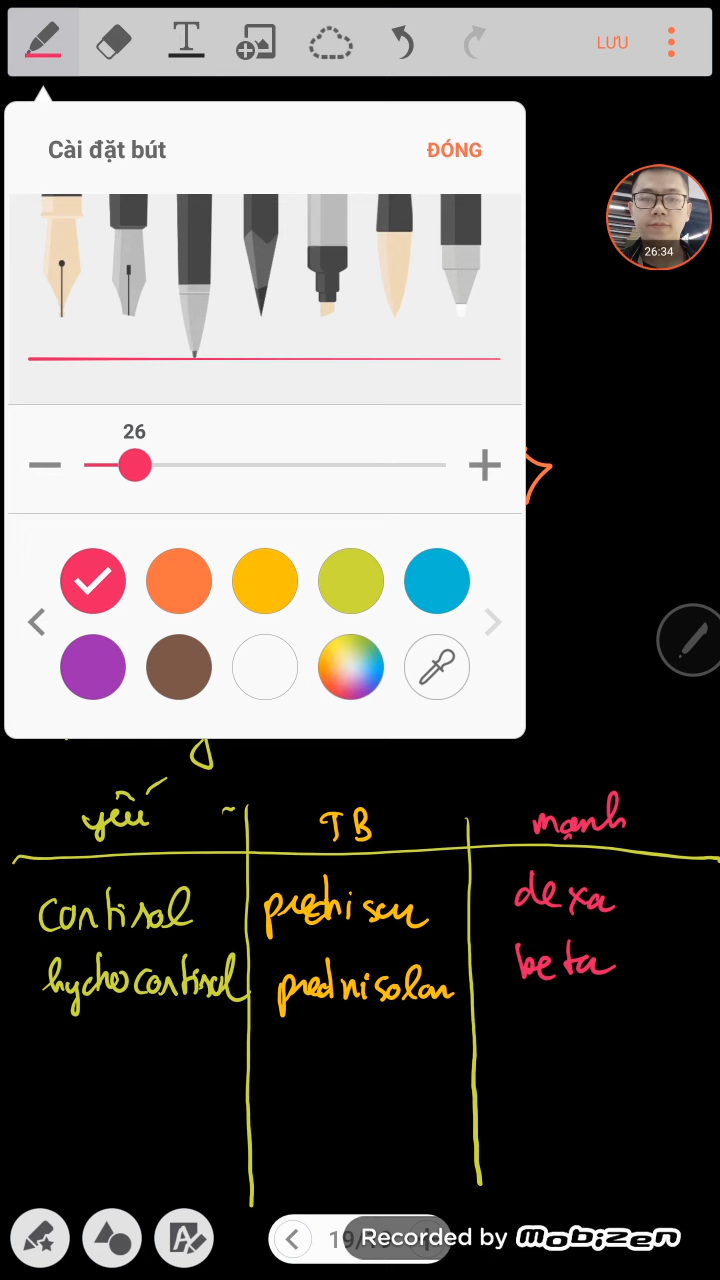 T
LƯU
Cài đặt bút
ĐÓNG
26:34
26
yếu
TB
mạnh
cortisol
prednison
dexa
hydrocortisol
prednisolon
beta
A
Recorded by Mobizen